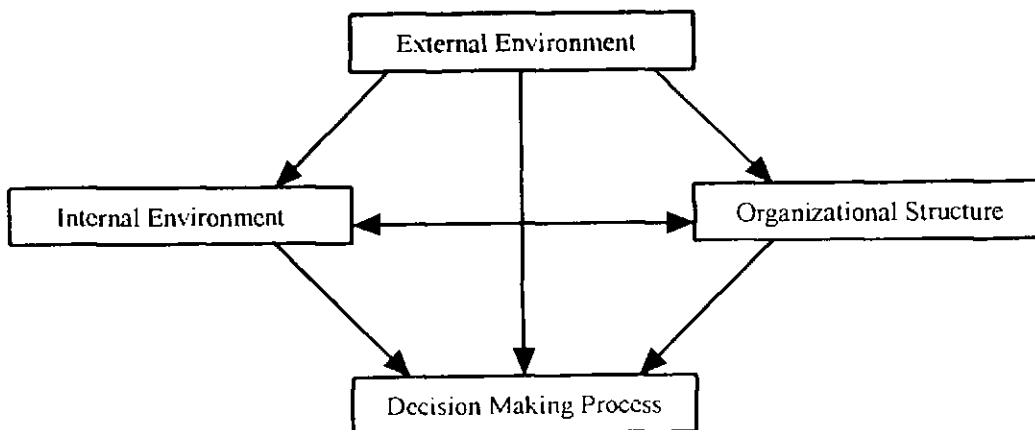 External Environment
Internal Environment
Organizational Structure
Decision Making Process